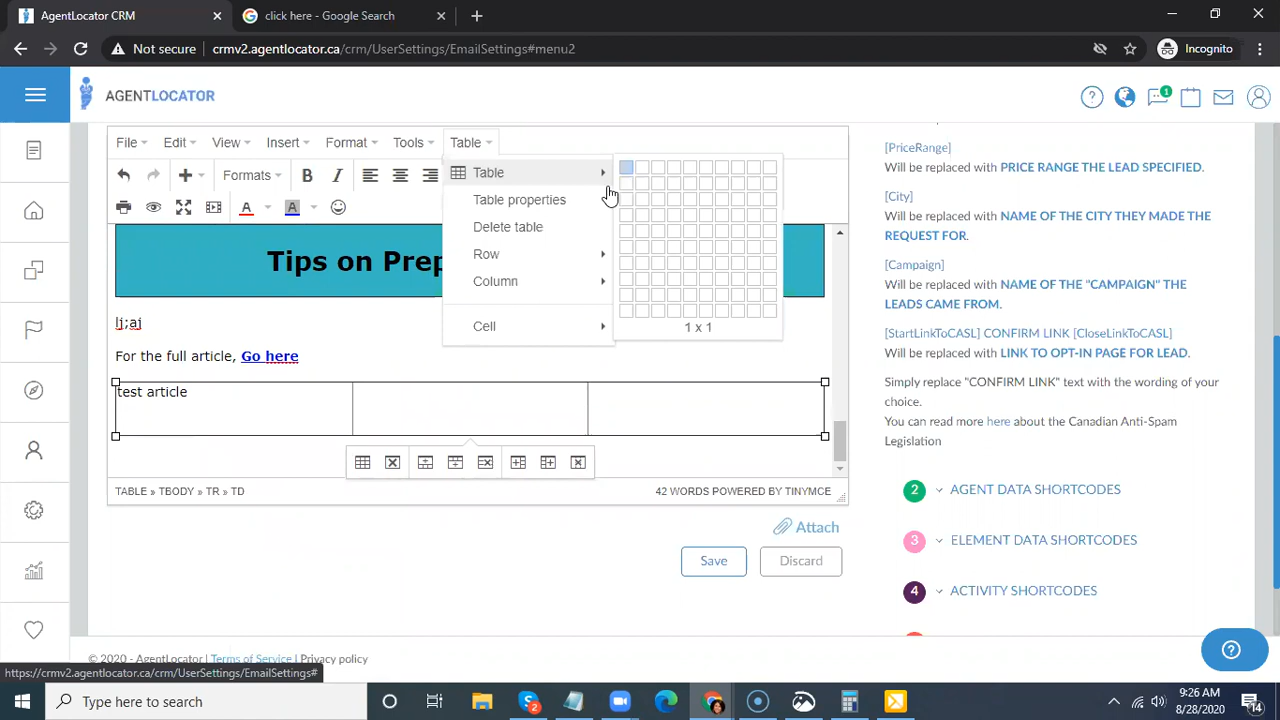 AgentLocator CRM
click here - Google Search
Not secure
crmv2.agentlocator.ca/crm/UserSettings/EmailSettings#menu2
Incognito
AGENTLOCATOR
1
File Edit View Insert Format Tools Table
Formats B I
A A
Table
Table properties
Delete table
Row
Column
Cell
1 x 1
Tips on Prep
lj;aj
For the full article, Go here
test article
TABLE » TBODY » TR » TD
42 WORDS POWERED BY TINYMCE
Attach
Save
Discard
[PriceRange]
Will be replaced with PRICE RANGE THE LEAD SPECIFIED.
[City]
Will be replaced with NAME OF THE CITY THEY MADE THE
REQUEST FOR.
[Campaign]
Will be replaced with NAME OF THE "CAMPAIGN" THE
LEADS CAME FROM.
[StartLinkToCASL] CONFIRM LINK [CloseLinkToCASL]
Will be replaced with LINK TO OPT-IN PAGE FOR LEAD.
Simply replace "CONFIRM LINK" text with the wording of your
choice.
You can read more here about the Canadian Anti-Spam
Legislation
2 AGENT DATA SHORTCODES
3 ELEMENT DATA SHORTCODES
4 ACTIVITY SHORTCODES
© 2020 - AgentLocator | Terms of Service | Privacy policy
https://crmv2.agentlocator.ca/crm/UserSettings/EmailSettings#
Type here to search
2
9:26 AM
8/28/2020
14